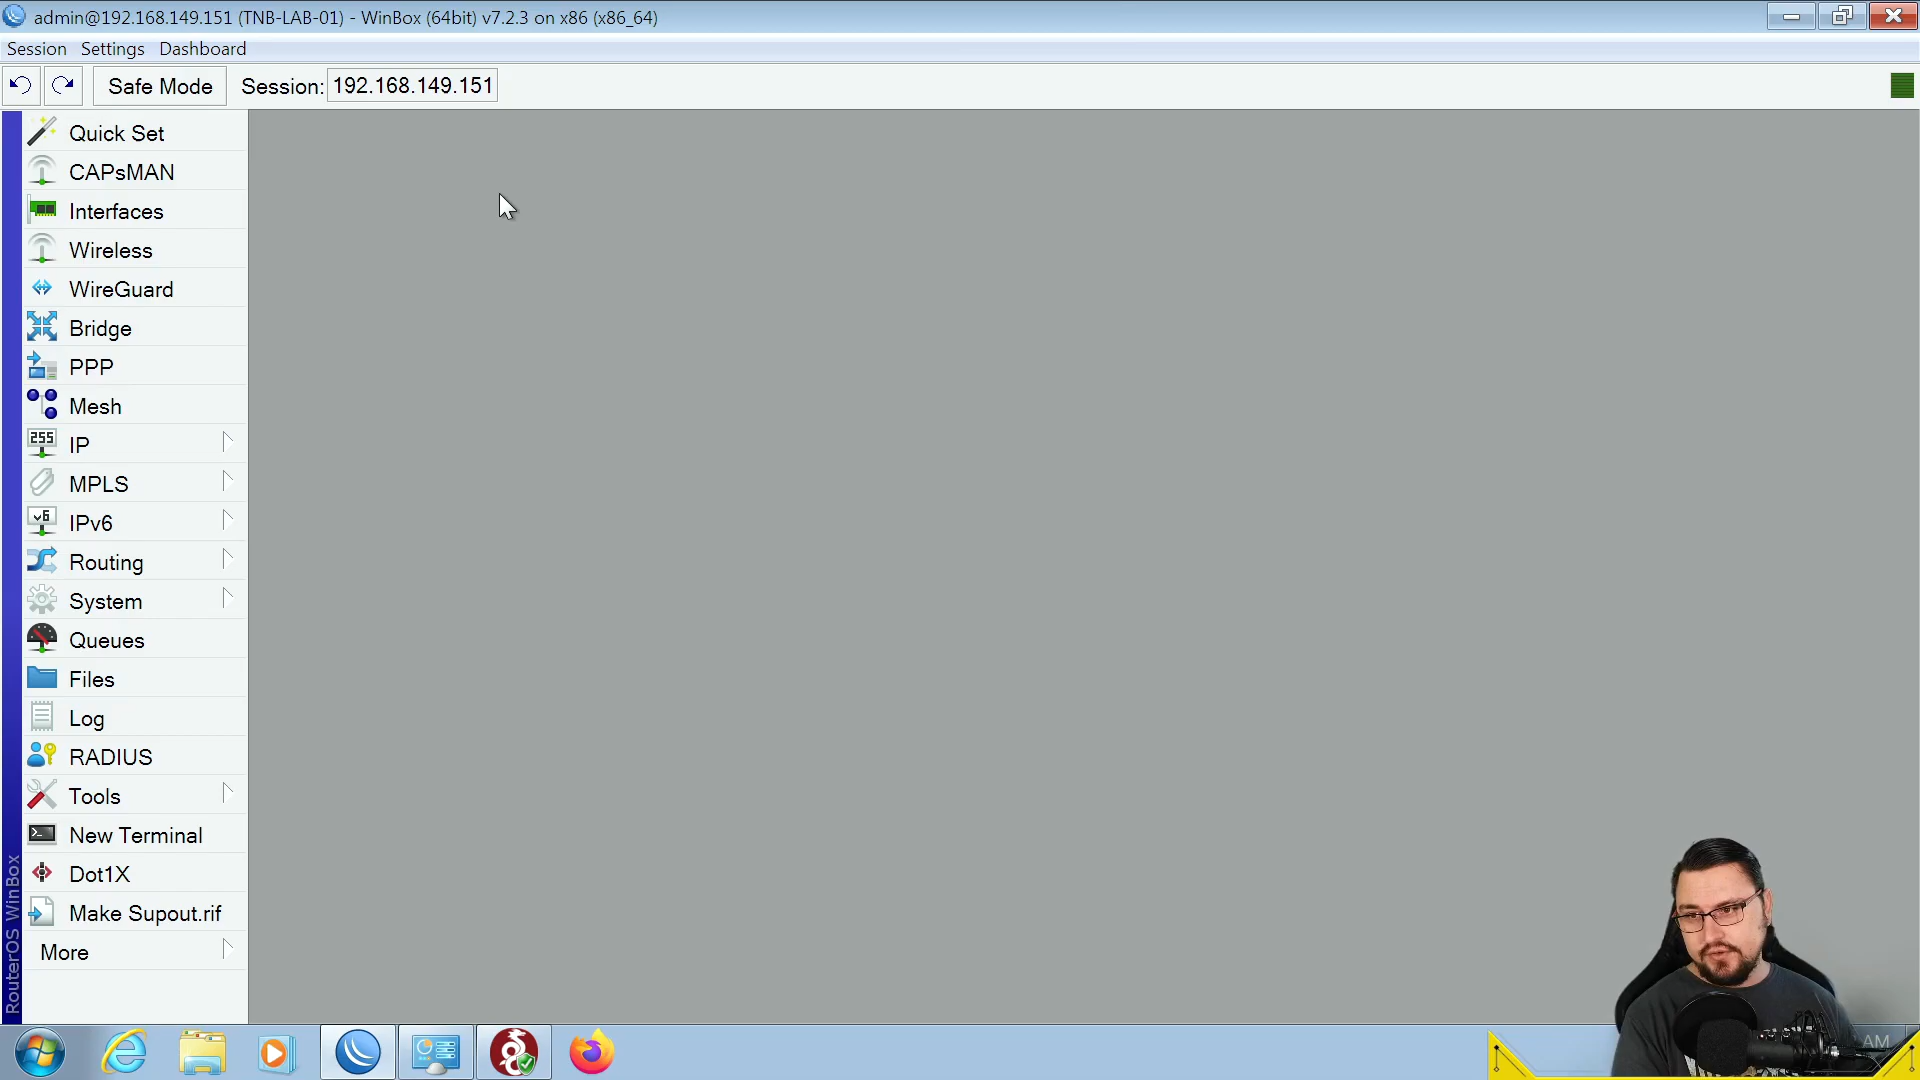 admin@192.168.149.151 (TNB-LAB-01) - WinBox (64bit) v7.2.3 on x86 (x86_64)
Session Settings Dashboard
Safe Mode Session: 192.168.149.151
Quick Set
CAPsMAN
Interfaces
Wireless
WireGuard
Bridge
PPP
Mesh
255 IP
MPLS
v6 IPv6
Routing
System
Queues
Files
Log
RADIUS
Tools
New Terminal
Dot1X
Make Supout.rif
More
RouterOS WinBox
AM